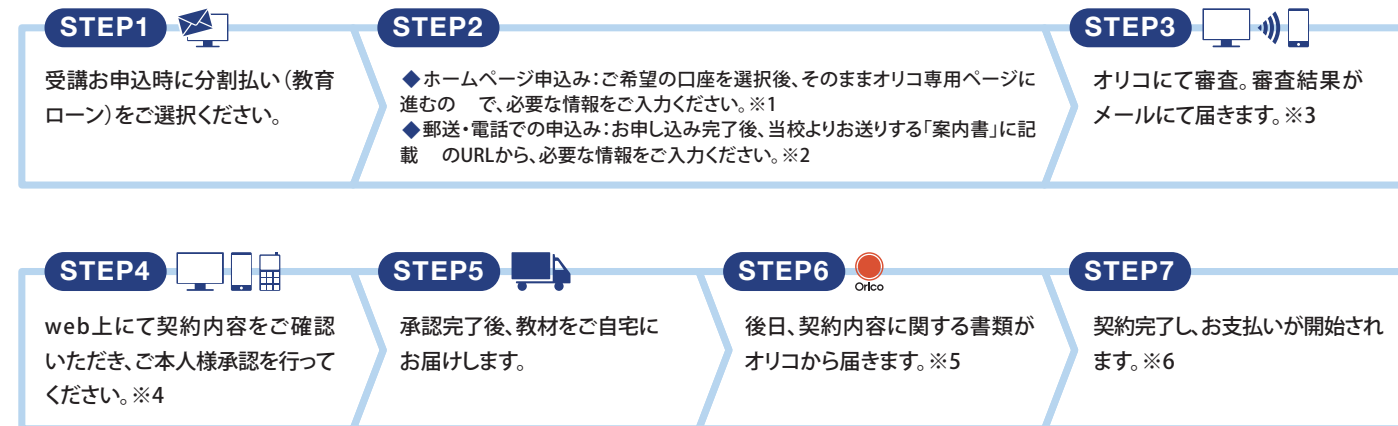 STEP1
受講お申込時に分割払い(教育
ローン)をご選択ください。
STEP2
◆ホームページ申込み:ご希望の口座を選択後、そのままオリコ専用ページに
進むの　で、必要な情報をご入力ください。※1
◆郵送・電話での申込み:お申し込み完了後、当校よりお送りする「案内書」に記
載　のURLから、必要な情報をご入力ください。※2
STEP3
オリコにて審査。審査結果が
メールにて届きます。※3
STEP4
web上にて契約内容をご確認
いただき、ご本人様承認を行って
ください。※4
STEP5
承認完了後、教材をご自宅に
お届けします。
STEP6
Orico
後日、契約内容に関する書類が
オリコから届きます。※5
STEP7
契約完了し、お支払いが開始され
ます。※6